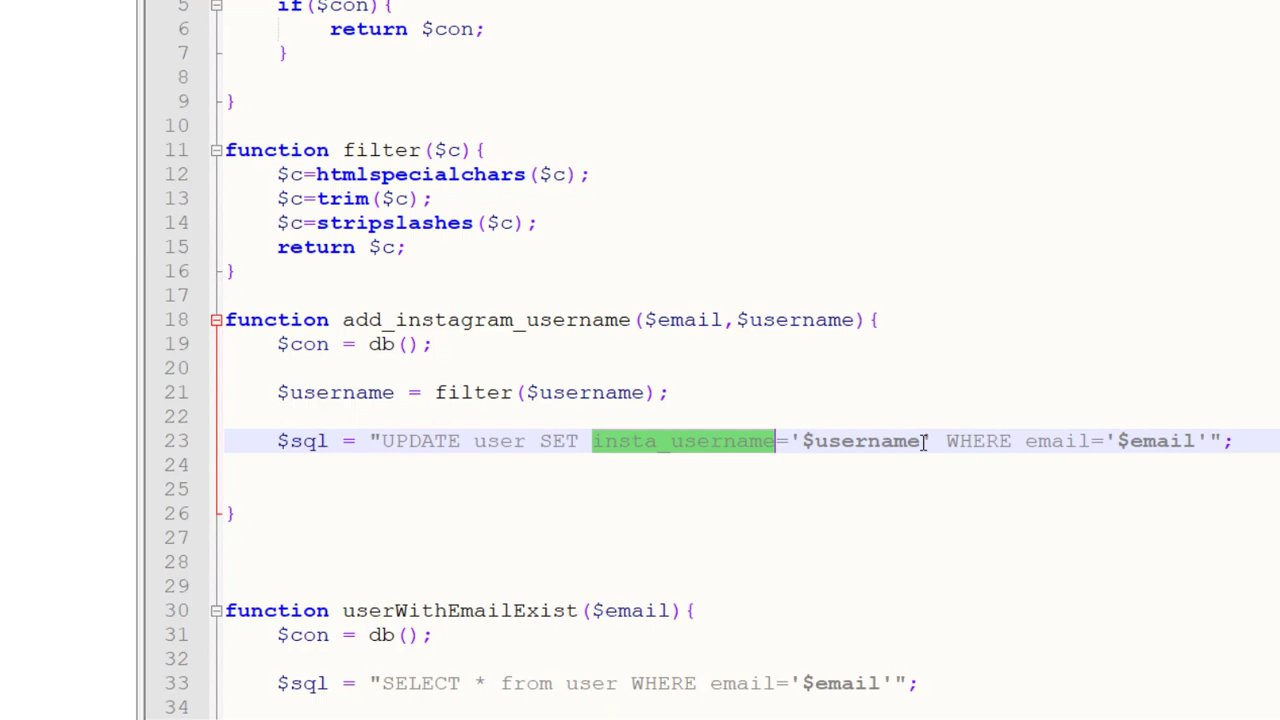 5 if($con){
6 return $con;
7 }
8
9 }
10
11 function filter($c){
12 $c=htmlspecialchars($c);
13 $c=trim($c);
14 $c=stripslashes($c);
15 return $c;
16 }
17
18 function add_instagram_username($email,$username){
19 $con = db();
20
21 $username = filter($username);
22
23 $sql = "UPDATE user SET insta_username='$username' WHERE email='$email'";
24
25
26 }
27
28
29
30 function userWithEmailExist($email){
31 $con = db();
32
33 $sql = "SELECT * from user WHERE email='$email'";
34